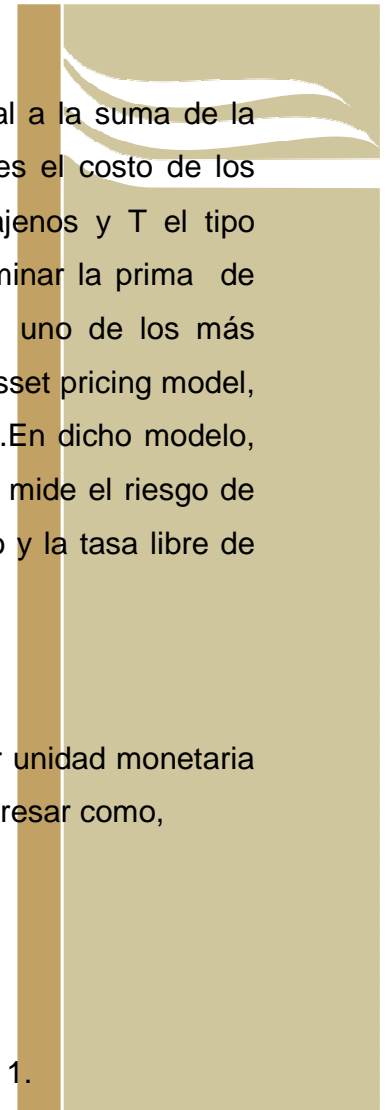 al a la suma de la
es el costo de los
ajenos y T el tipo
minar la prima de
uno de los más
sset pricing model,
.En dicho modelo,
mide el riesgo de
o y la tasa libre de
r unidad monetaria
resar como,
1.